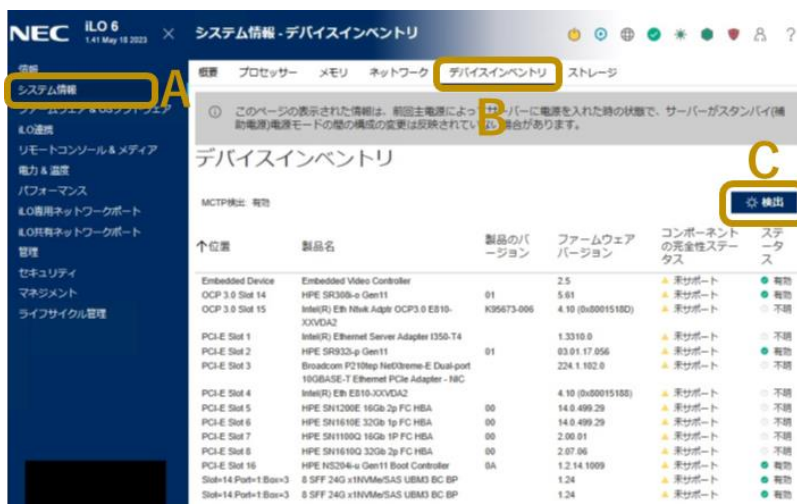 NEC iLO 6
1.41 May 18 2023
システム情報 - デバイスインベントリ
情報
システム情報
A
ファームウェア & OSソフトウェア
iLO連携
リモートコンソール & メディア
電力 & 温度
パフォーマンス
iLO専用ネットワークポート
iLO共有ネットワークポート
管理
セキュリティ
マネジメント
ライフサイクル管理
概要 プロセッサー メモリ ネットワーク デバイスインベントリ ストレージ
B
このページの表示された情報は、前回主電源によってサーバーに電源を入れた時の状態で、サーバーがスタンバイ(補
助電源)電源モードの間の構成の変更は反映されていない場合があります。
デバイスインベントリ
C
MCTP検出: 有効
検出
↑位置 製品名 製品のバージョン ファームウェアバージョン コンポーネントの完全性ステータス ステータス
Embedded Device Embedded Video Controller 2.5 未サポート 有効
OCP 3.0 Slot 14 HPE SR308i-o Gen11 01 5.61 未サポート 有効
OCP 3.0 Slot 15 Intel(R) Eth Ntwk Adptr OCP3.0 E810- K95673-006 4.10 (0x8001518D) 未サポート 不明
XXVDA2
PCI-E Slot 1 Intel(R) Ethernet Server Adapter I350-T4 1.3310.0 未サポート 不明
PCI-E Slot 2 HPE SR932i-p Gen11 01 03.01.17.056 未サポート 有効
PCI-E Slot 3 Broadcom P210tep NetXtreme-E Dual-port 224.1.102.0 未サポート 不明
10GBASE-T Ethernet PCIe Adapter - NIC
PCI-E Slot 4 Intel(R) Eth E810-XXVDA2 4.10 (0x80015188) 未サポート 不明
PCI-E Slot 5 HPE SN1200E 16Gb 2p FC HBA 00 14.0.499.29 未サポート 不明
PCI-E Slot 6 HPE SN1610E 32Gb 1p FC HBA 00 14.0.499.29 未サポート 不明
PCI-E Slot 7 HPE SN1100Q 16Gb 1P FC HBA 00 2.00.01 未サポート 不明
PCI-E Slot 8 HPE SN1610Q 32Gb 2p FC HBA 00 2.07.06 未サポート 不明
PCI-E Slot 16 HPE NS204i-u Gen11 Boot Controller 0A 1.2.14.1009 未サポート 有効
Slot=14:Port=1:Box=3 8 SFF 24G x1NVMe/SAS UBM3 BC BP 1.24 未サポート 有効
Slot=14:Port=1:Box=3 8 SFF 24G x1NVMe/SAS UBM3 BC BP 1.24 未サポート 有効